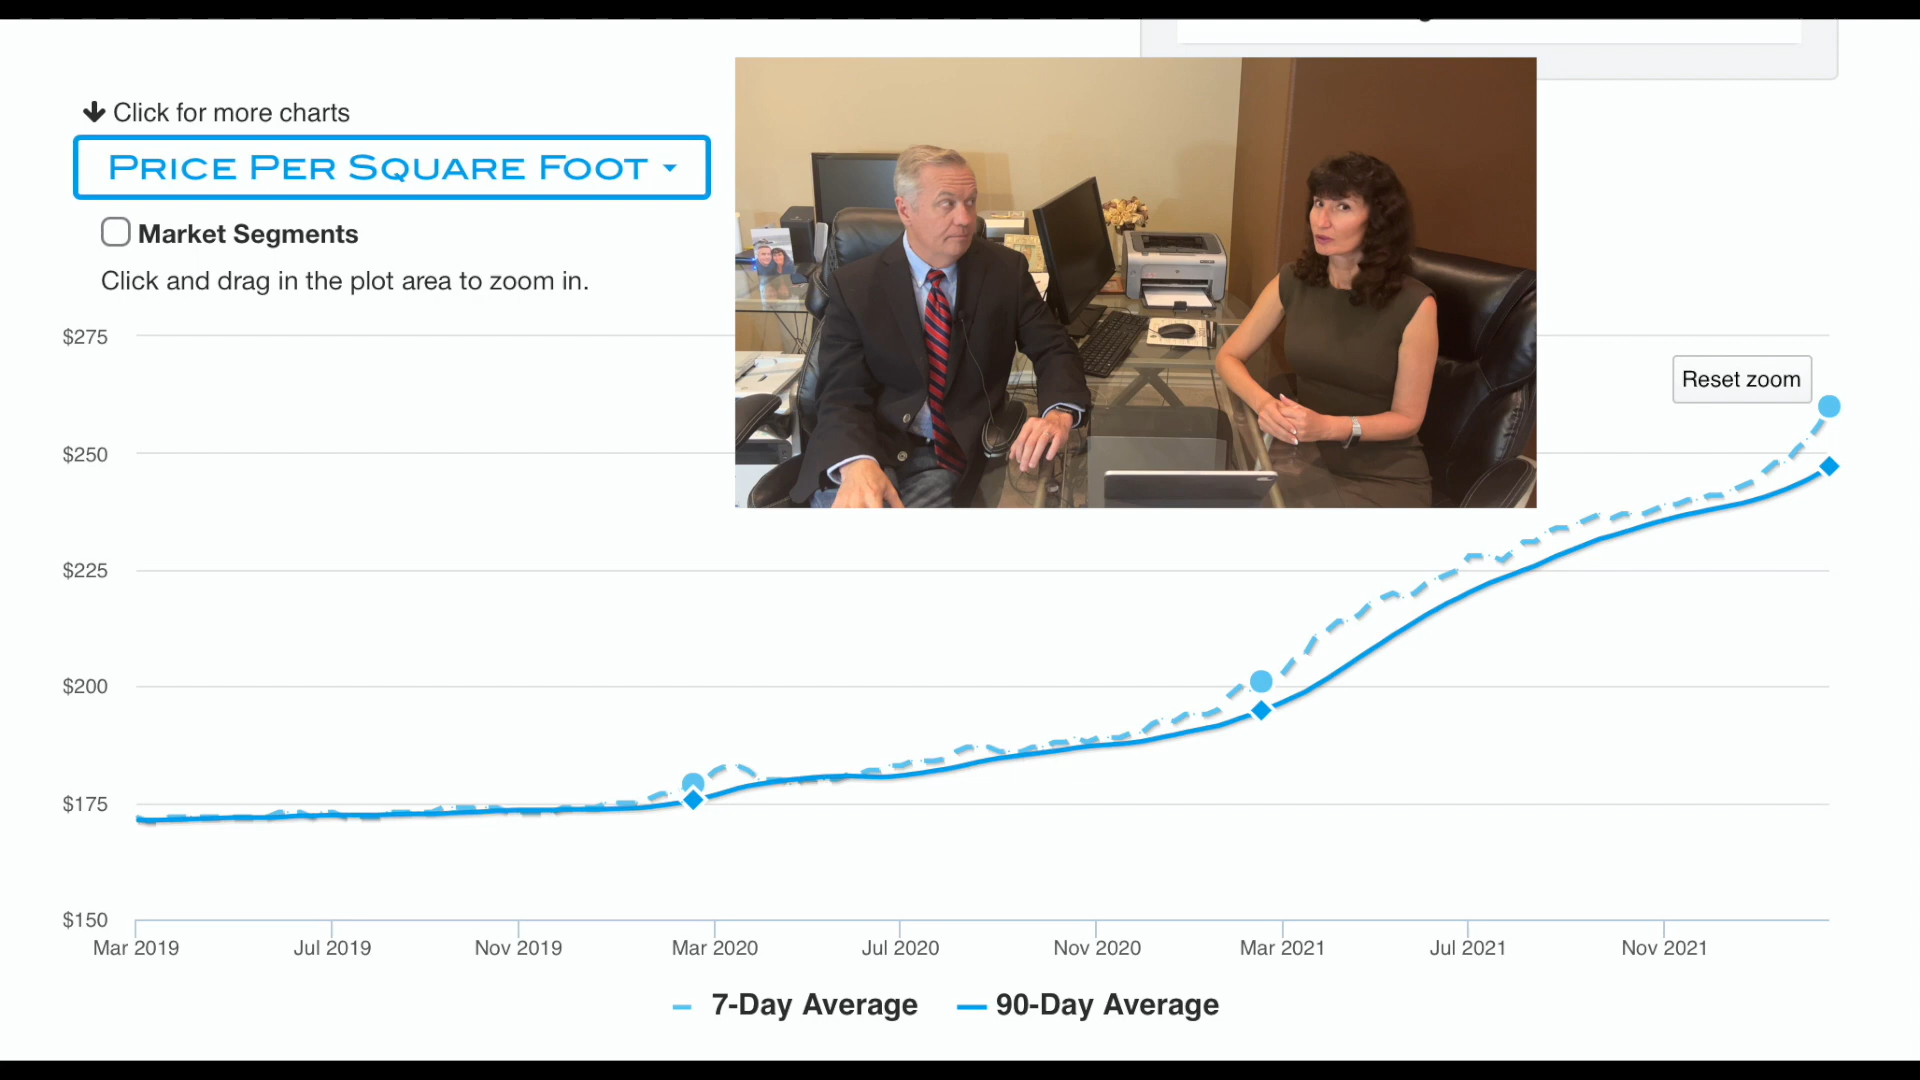 Click for more charts
PRICE PER SQUARE FOOT
Market Segments
Click and drag in the plot area to zoom in.
$275
Reset zoom
$250
$225
$200
$175
$150
Mar 2019 Jul 2019 Nov 2019 Mar 2020 Jul 2020 Nov 2020 Mar 2021 Jul 2021 Nov 2021
7-Day Average 90-Day Average